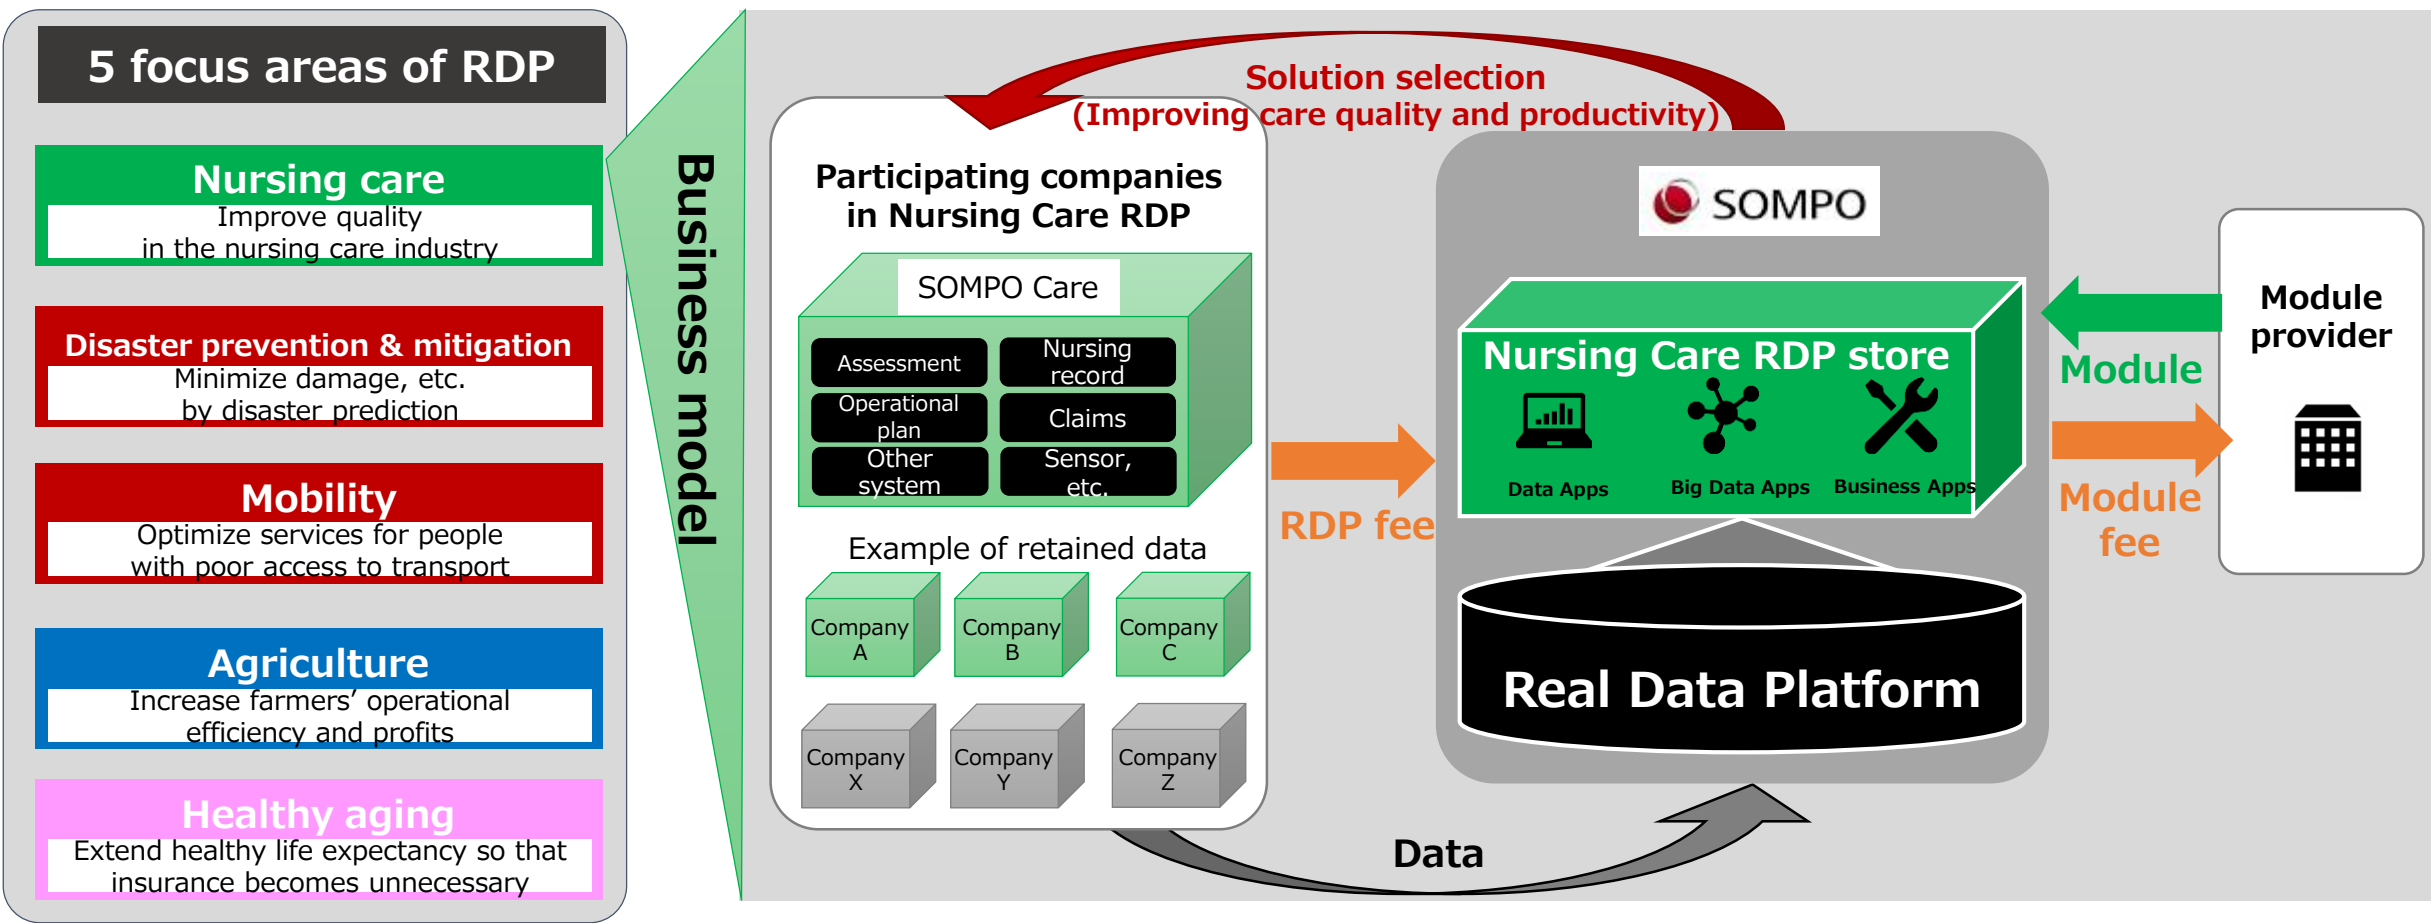 5 focus areas of RDP
Nursing care
Improve quality
in the nursing care industry
Disaster prevention & mitigation
Minimize damage, etc.
by disaster prediction
Mobility
Optimize services for people
with poor access to transport
Agriculture
Increase farmers’ operational
efficiency and profits
Healthy aging
Extend healthy life expectancy so that
insurance becomes unnecessary
Business model
Solution selection
(Improving care quality and productivity)
Participating companies
in Nursing Care RDP
SOMPO Care
Assessment
Nursing
record
Operational
plan
Claims
Other
system
Sensor,
etc.
Example of retained data
Company
A
Company
B
Company
C
Company
X
Company
Y
Company
Z
RDP fee
SOMPO
Nursing Care RDP store
Data Apps
Big Data Apps
Business Apps
Real Data Platform
Data
Module
Module
fee
Module
provider